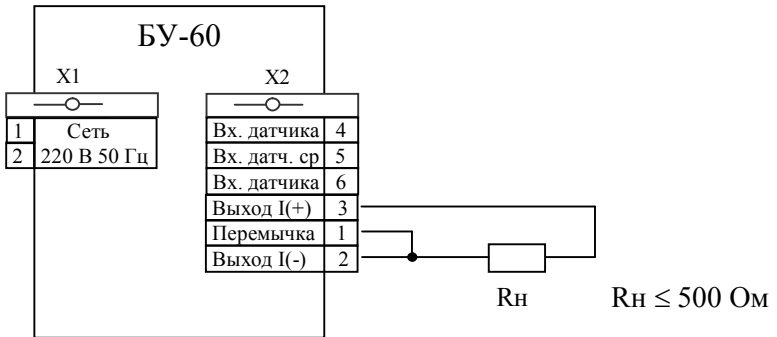 БУ-60
X1
X2
1 Сеть
2 220 В 50 Гц
Вх. датчика 4
Вх. датч. ср 5
Вх. датчика 6
Выход I(+) 3
Перемычка 1
Выход I(-) 2
Rн
Rн ≤ 500 Ом